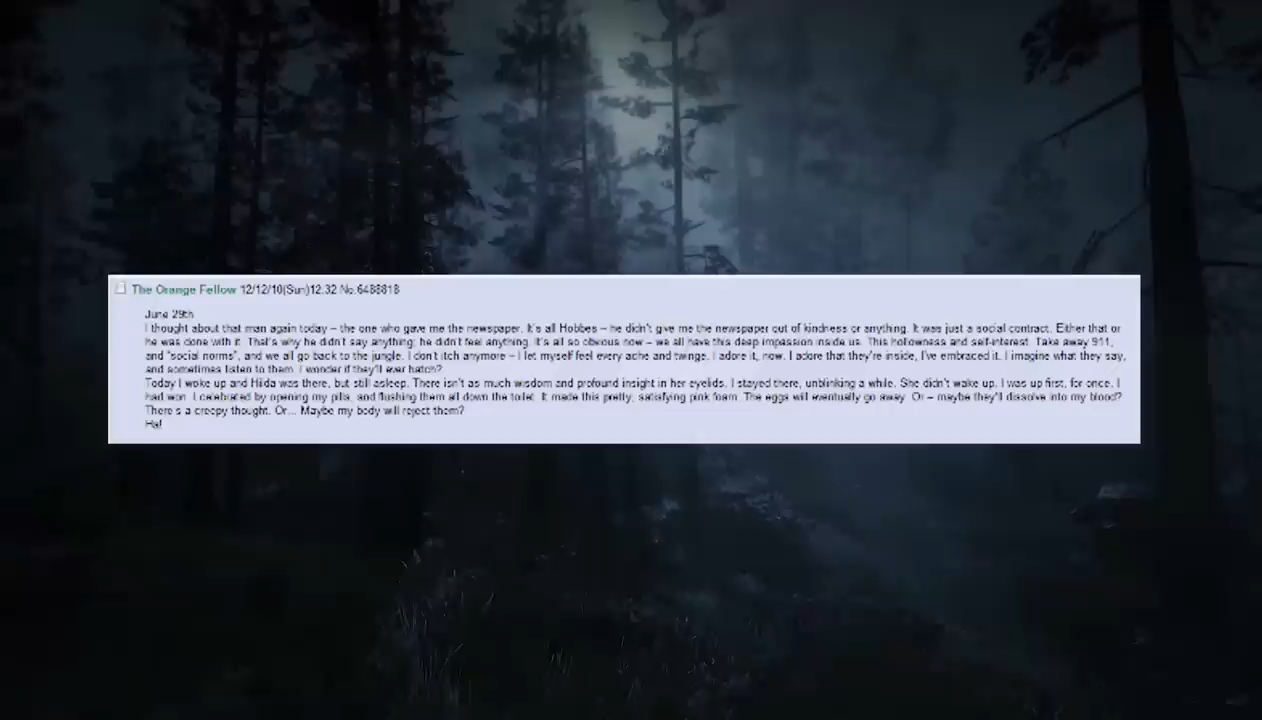 The Orange Fellow 12/12/10(Sun)12:32 No.6488818
June 29th
I thought about that man again today – the one who gave me the newspaper. It's all Hobbes – he didn't give me the newspaper out of kindness or anything. It was just a social contract. Either that or
he was done with it. That's why he didn't say anything; he didn't feel anything. It's all so obvious now – we all have this deep impassion inside us. This hollowness and self-interest. Take away 911,
and "social norms", and we all go back to the jungle. I don't itch anymore – I let myself feel every ache and twinge. I adore it, now. I adore that they're inside, I've embraced it. I imagine what they say,
and sometimes listen to them. I wonder if they'll ever hatch?
Today I woke up and Hilda was there, but still asleep. There isn't as much wisdom and profound insight in her eyelids. I stayed there, unblinking a while. She didn't wake up. I was up first, for once. I
had won. I celebrated by opening my pills, and flushing them all down the toilet. It made this pretty, satisfying pink foam. The eggs will eventually go away. Or – maybe they'll dissolve into my blood?
There's a creepy thought. Or... Maybe my body will reject them?
Ha!